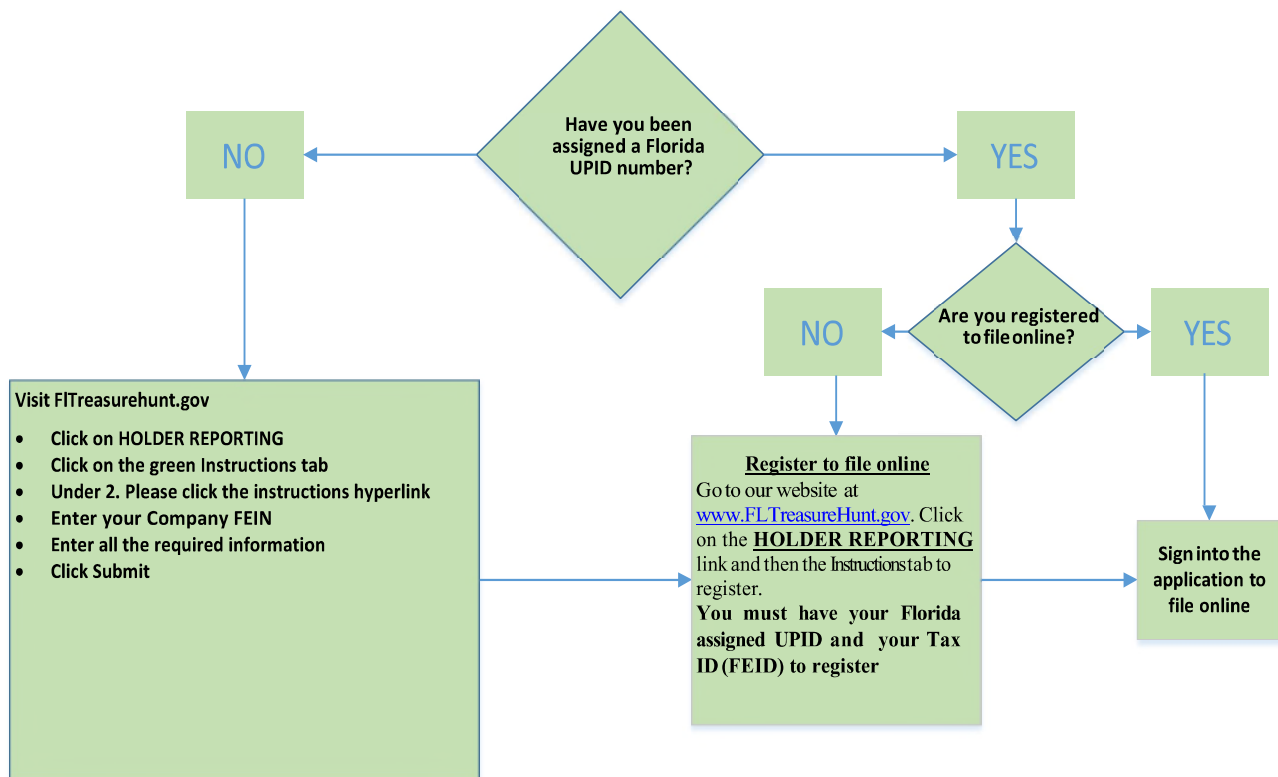 Have you been
assigned a Florida
UPID number?
NO
YES
Are you registered
to file online?
NO
YES
Visit FlTreasurehunt.gov
• Click on HOLDER REPORTING
• Click on the green Instructions tab
• Under 2. Please click the instructions hyperlink
• Enter your Company FEIN
• Enter all the required information
• Click Submit
Register to file online
Go to our website at
www.FLTreasureHunt.gov. Click
on the HOLDER REPORTING
link and then the Instructions tab to
register.
You must have your Florida
assigned UPID and your Tax
ID (FEID) to register
Sign into the
application to
file online